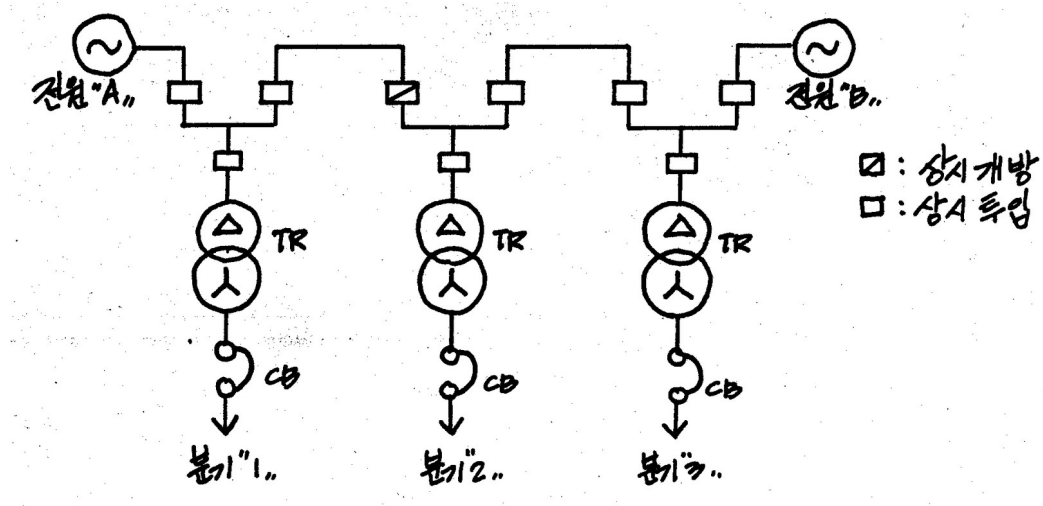 전원"A„
전원"B„
: 상시개방
: 상시 투입
TR
TR
TR
CB
CB
CB
분기"1„
분기"2„
분기"3„